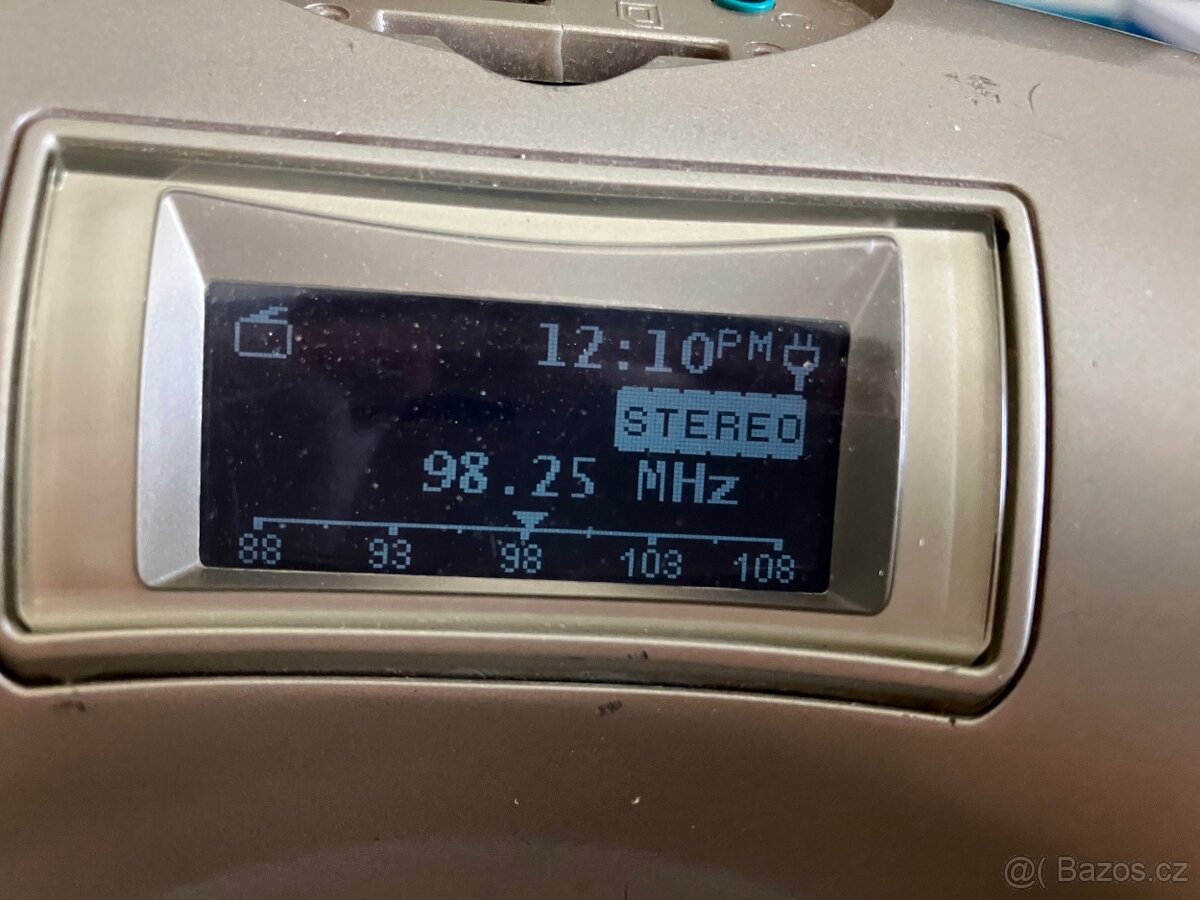 12:10PM
STEREO
98.25 MHz
88 93 98 103 108
@( Bazos.cz